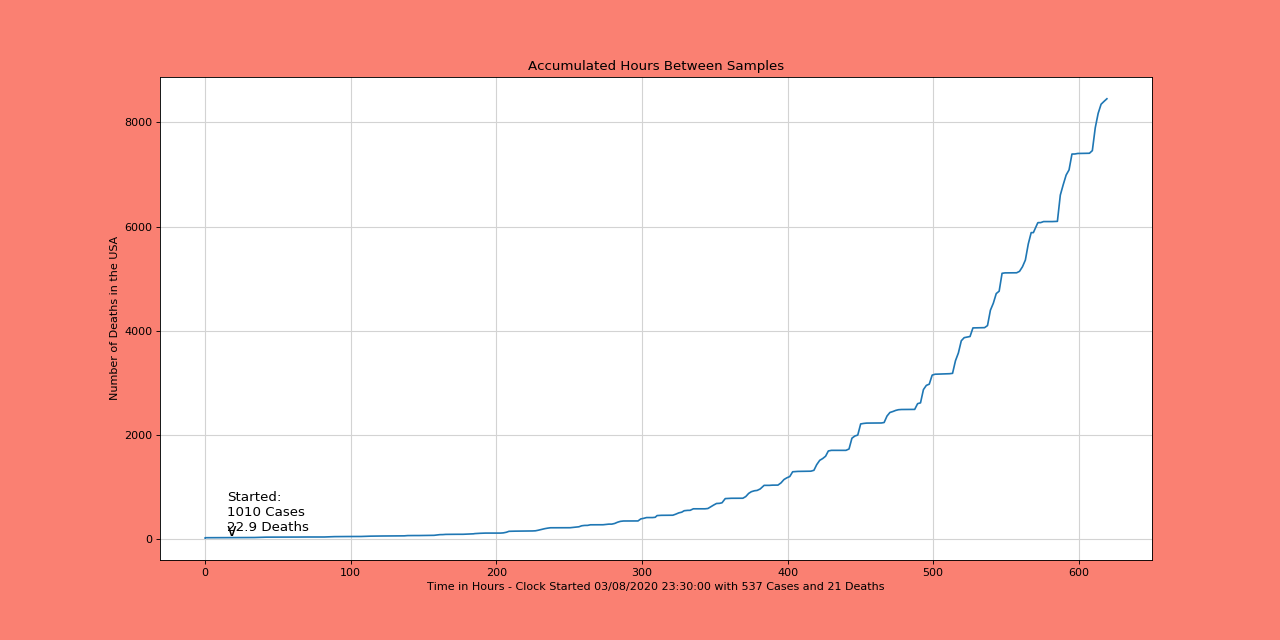 Accumulated Hours Between Samples
8000
6000
4000
2000
0
Number of Deaths in the USA
Started:
1010 Cases
22.9 Deaths
0 100 200 300 400 500 600
Time in Hours - Clock Started 03/08/2020 23:30:00 with 537 Cases and 21 Deaths